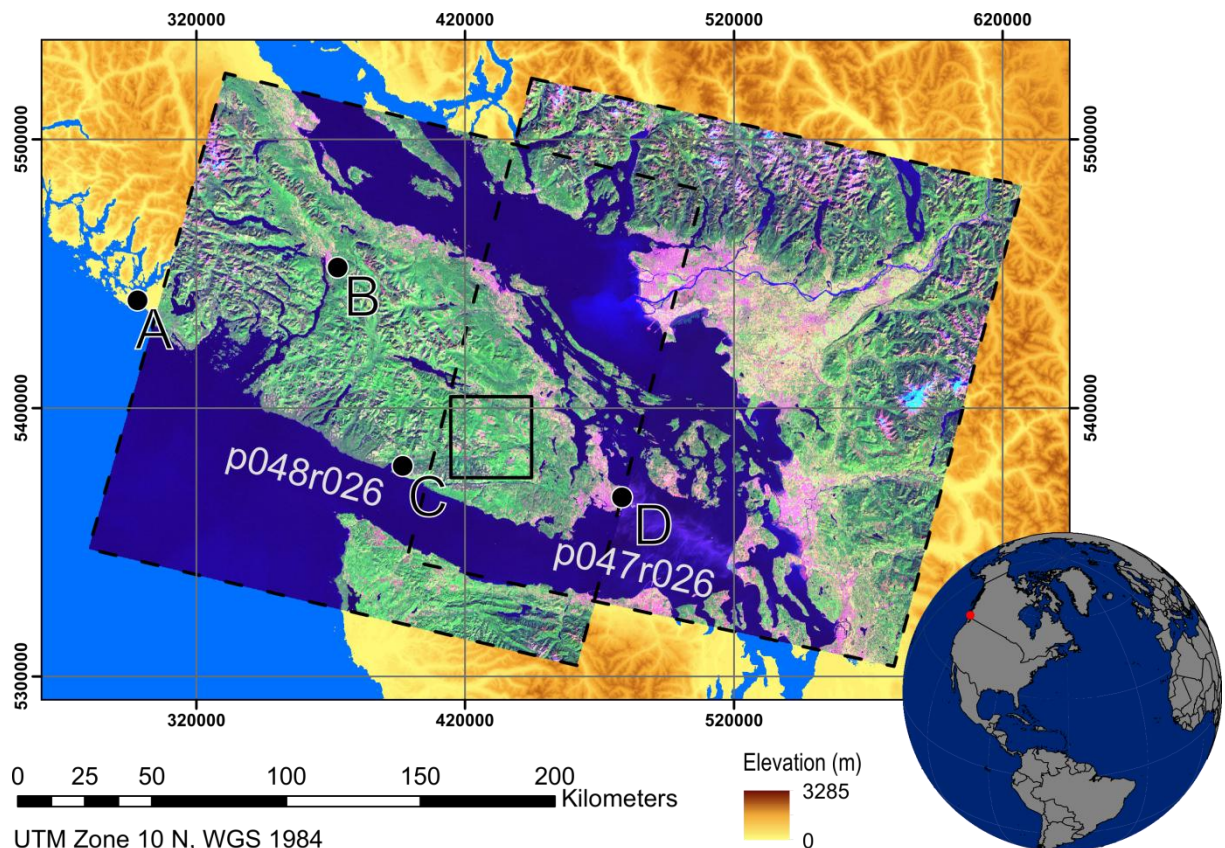 320000 420000 520000 620000
5500000 5500000
B
A
5400000 5400000
p048r026
C
D
p047r026
5300000 5300000
320000 420000 520000
0 25 50 100 150 200
Kilometers
Elevation (m)
3285
0
UTM Zone 10 N, WGS 1984